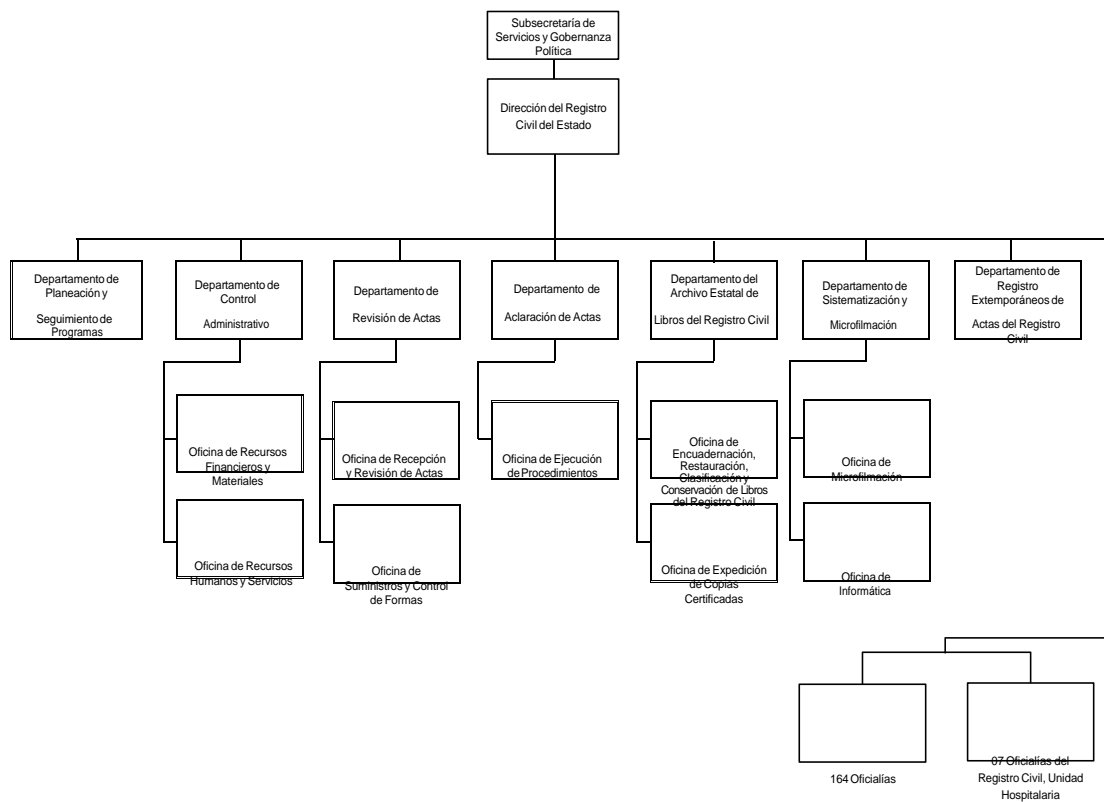 Subsecretaría de
Servicios y Gobernanza
Política
Dirección del Registro
Civil del Estado
Departamento de
Planeación y
Seguimiento de
Programas
Departamento de
Control
Administrativo
Departamento de
Revisión de Actas
Departamento de
Aclaración de Actas
Departamento del
Archivo Estatal de
Libros del Registro Civil
Departamento de
Sistematización y
Microfilmación
Departamento de
Registro
Extemporáneos de
Actas del Registro
Civil
Oficina de Recursos
Financieros y
Materiales
Oficina de Recepción
y Revisión de Actas
Oficina de Ejecución
de Procedimientos
Oficina de
Encuadernación,
Restauración,
Clasificación y
Conservación de Libros
del Registro Civil
Oficina de
Microfilmación
Oficina de Recursos
Humanos y Servicios
Oficina de
Suministros y Control
de Formas
Oficina de Expedición
de Copias
Certificadas
Oficina de
Informática
164 Oficialías
07 Oficialías del
Registro Civil, Unidad
Hospitalaria